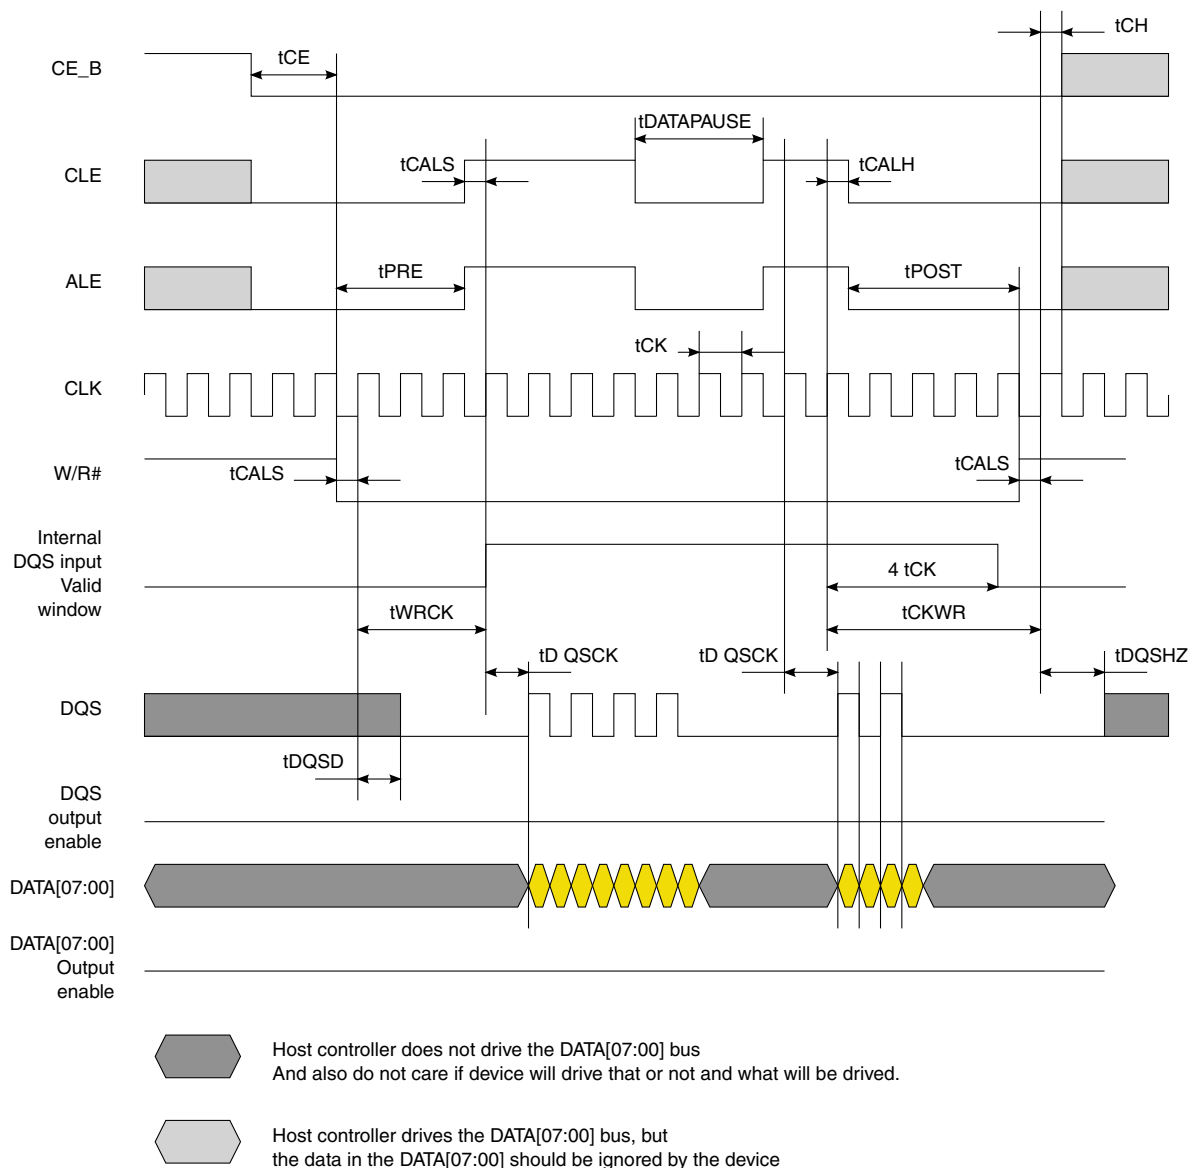 tCH
CE_B
tCE
tDATAPAUSE
CLE
tCALS
tCALH
ALE
tPRE
tPOST
tCK
CLK
W/R#
tCALS
tCALS
Internal
DQS input
Valid
window
4 tCK
tWRCK
tCKWR
tD QSCK
tD QSCK
tDQSHZ
DQS
tDQSD
DQS
output
enable
DATA[07:00]
DATA[07:00]
Output
enable
Host controller does not drive the DATA[07:00] bus
And also do not care if device will drive that or not and what will be drived.
Host controller drives the DATA[07:00] bus, but
the data in the DATA[07:00] should be ignored by the device